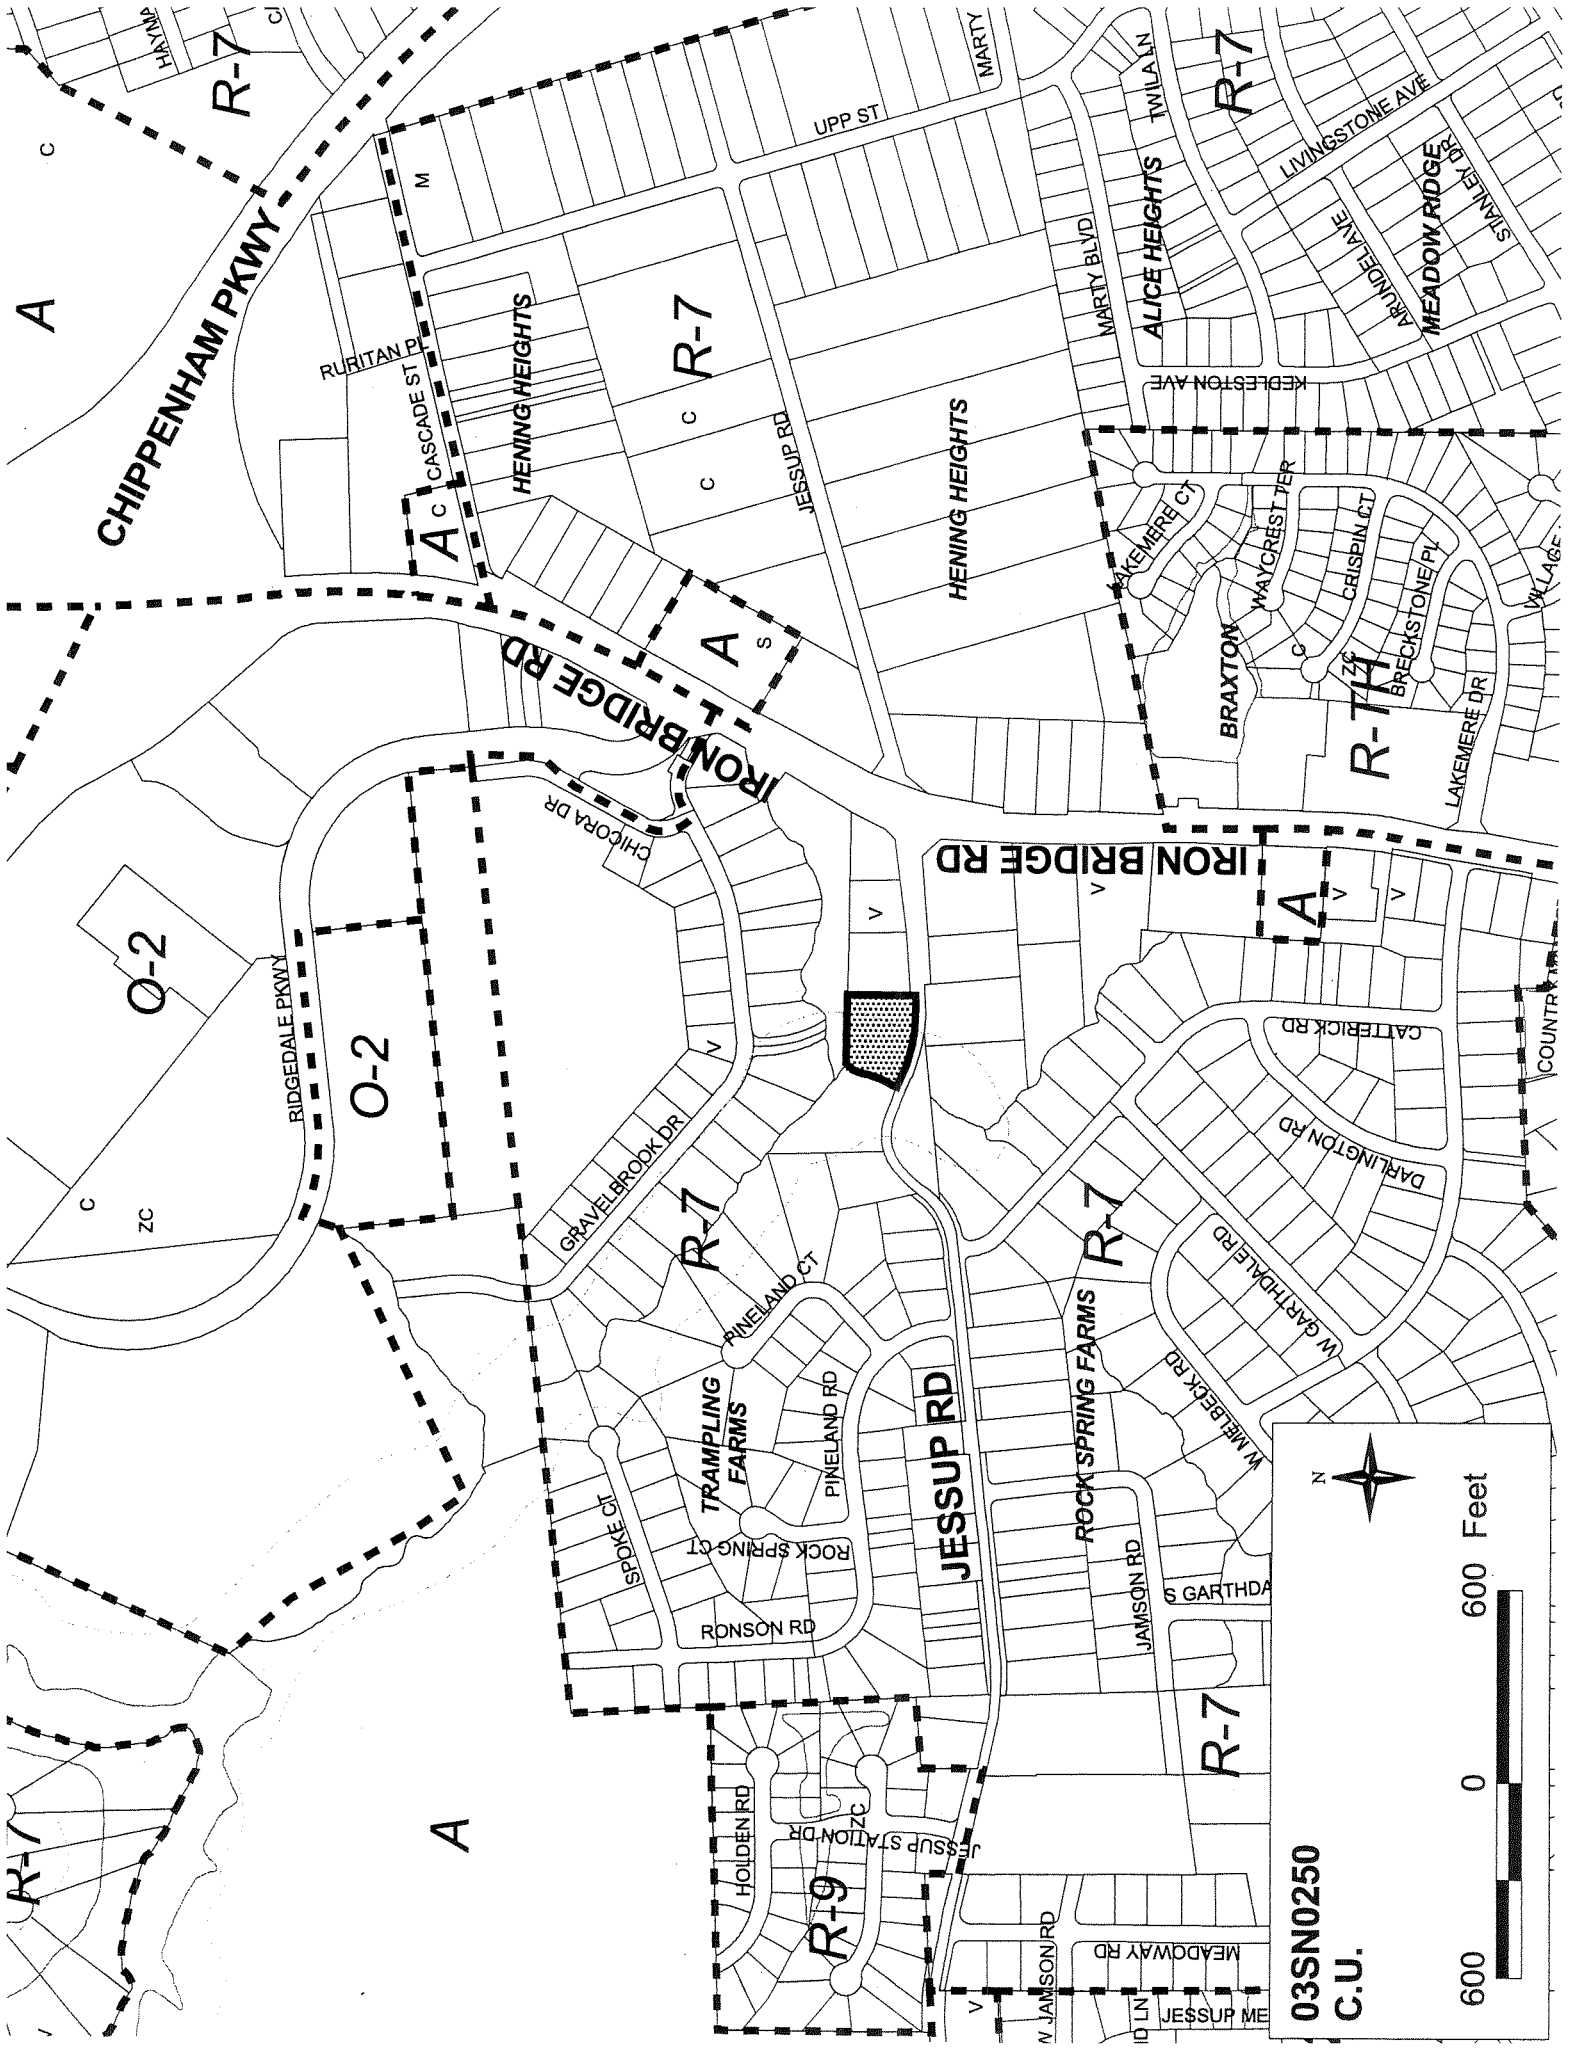 HAYMA
R-7
C
A
CHIPPENHAM PKWY
M
UPP ST
MARTY
TWILA LN
R-7
LIVINGSTONE AVE
ALICE HEIGHTS
MEADOW RIDGE
STANLEY DR
ARUNDEL AVE
MARTY BLVD
KEDLESTON AVE
RURITAN PL
CASCADE ST
HENING HEIGHTS
R-7
C
C
JESSUP RD
HENING HEIGHTS
C
A
A
S
LAKEMERE CT
WAYCREST TER
CRISPIN CT
BRECKSTONE PL
VILLAGE
BRAXTON
C
ZC
R-TH
LAKEMERE DR
IRON BRIDGE RD
IRON BRIDGE RD
IRON BRIDGE RD
CHICORA DR
O-2
RIDGEDALE PKWY
O-2
C
ZC
V
V
V
V
A
V
COUNTRY
CATTERICK RD
DARLINGTON RD
GRAVELBROOK DR
R-7
R-7
PINELAND CT
W GARTHDALE RD
W MELBECK RD
ROCK SPRING FARMS
TRAMPLING
FARMS
PINELAND RD
JESSUP RD
SPOKE CT
ROCK SPRING CT
RONSON RD
JAMSON RD
S GARTHDA
R-7
R-7
A
HOLDEN RD
ZC
JESSUP STATION DR
R-9
MEADOWAY RD
W JAMSON RD
V
D LN
JESSUP ME
03SN0250
C.U.
N
600
0
600 Feet